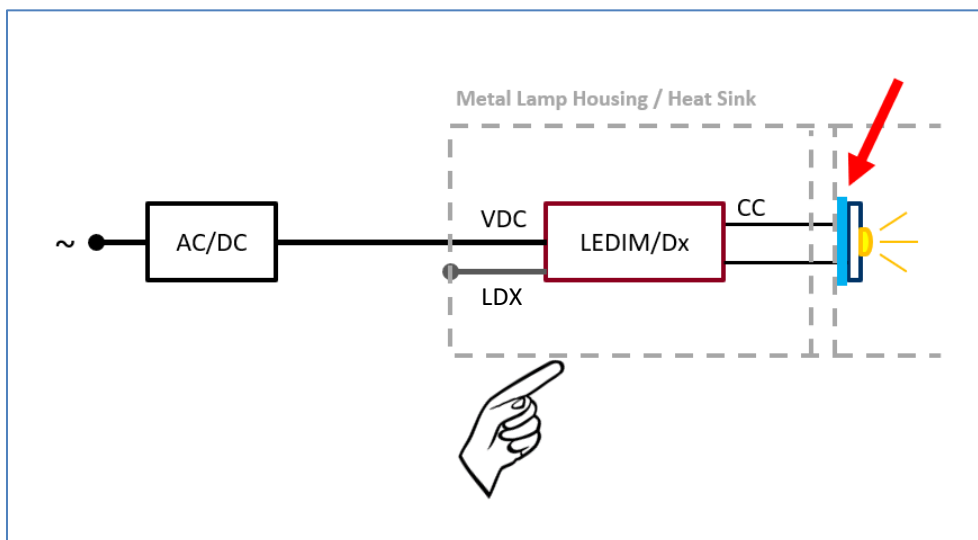 Metal Lamp Housing / Heat Sink
~
AC/DC
VDC
LEDIM/Dx
CC
LDX